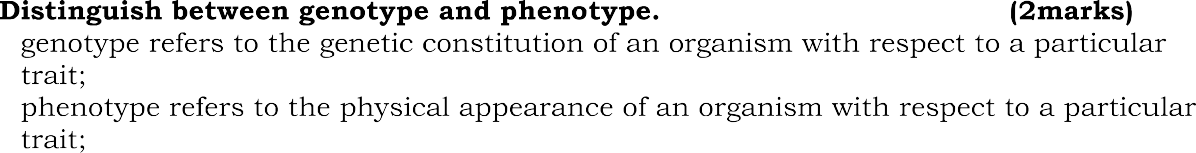 Distinguish between genotype and phenotype. (2marks)
genotype refers to the genetic constitution of an organism with respect to a particular
trait;
phenotype refers to the physical appearance of an organism with respect to a particular
trait;